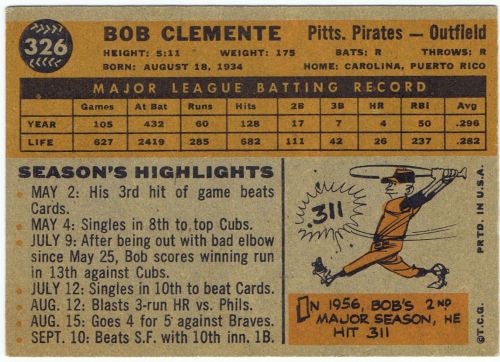 326
BOB CLEMENTE
Pitts. Pirates — Outfield
HEIGHT: 5:11 WEIGHT: 175 BATS: R THROWS: R
BORN: AUGUST 18, 1934 HOME: CAROLINA, PUERTO RICO
MAJOR LEAGUE BATTING RECORD
Games At Bat Runs Hits 2B 3B HR RBI Avg
YEAR 105 432 60 128 17 7 4 50 .296
LIFE 627 2419 285 682 111 42 26 237 .282
SEASON'S HIGHLIGHTS
• MAY 2: His 3rd hit of game beats
Cards.
• MAY 4: Singles in 8th to top Cubs.
• JULY 9: After being out with bad elbow
since May 25, Bob scores winning run
in 13th against Cubs.
• JULY 12: Singles in 10th to beat Cards.
• AUG. 12: Blasts 3-run HR vs. Phils.
• AUG. 15: Goes 4 for 5 against Braves.
• SEPT. 10: Beats S.F. with 10th inn. 1B.
.311
IN 1956, BOB'S 2ND
MAJOR SEASON, HE
HIT 311
©T.C.G. PRTD. IN U.S.A.